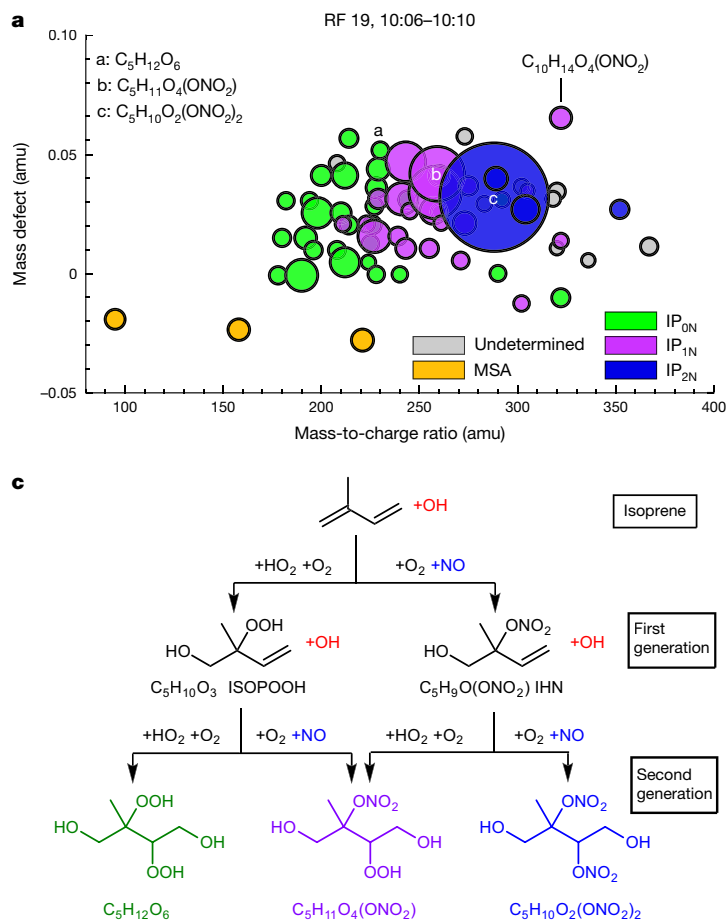 a
RF 19, 10:06–10:10
a: C₅H₁₂O₆
b: C₅H₁₁O₄(ONO₂)
c: C₅H₁₀O₂(ONO₂)₂
C₁₀H₁₄O₄(ONO₂)
0.10
0.05
0
−0.05
Mass defect (amu)
a
b
c
Undetermined
MSA
IP₀N
IP₁N
IP₂N
100 150 200 250 300 350 400
Mass-to-charge ratio (amu)
c
+OH
Isoprene
+HO₂ +O₂ +O₂ +NO
OOH
HO
+OH
ONO₂
HO
+OH
First
generation
C₅H₁₀O₃ ISOPOOH
C₅H₉O(ONO₂) IHN
+HO₂ +O₂ +O₂ +NO +HO₂ +O₂ +O₂ +NO
Second
generation
OOH
HO
OH
OOH
ONO₂
HO
OH
OOH
ONO₂
HO
OH
ONO₂
C₅H₁₂O₆
C₅H₁₁O₄(ONO₂)
C₅H₁₀O₂(ONO₂)₂